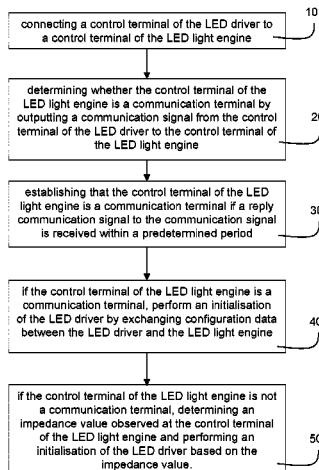 connecting a control terminal of the LED driver to
a control terminal of the LED light engine
10
determining whether the control terminal of the
LED light engine is a communication terminal by
outputting a communication signal from the control
terminal of the LED driver to the control terminal of
the LED light engine
20
establishing that the control terminal of the LED
light engine is a communication terminal if a reply
communication signal to the communication signal
is received within a predetermined period
30
if the control terminal of the LED light engine is a
communication terminal, perform an initialisation
of the LED driver by exchanging configuration data
between the LED driver and the LED light engine
40
if the control terminal of the LED light engine is not
a communication terminal, determining an
impedance value observed at the control terminal
of the LED light engine and performing an
initialisation of the LED driver based on the
impedance value.
50